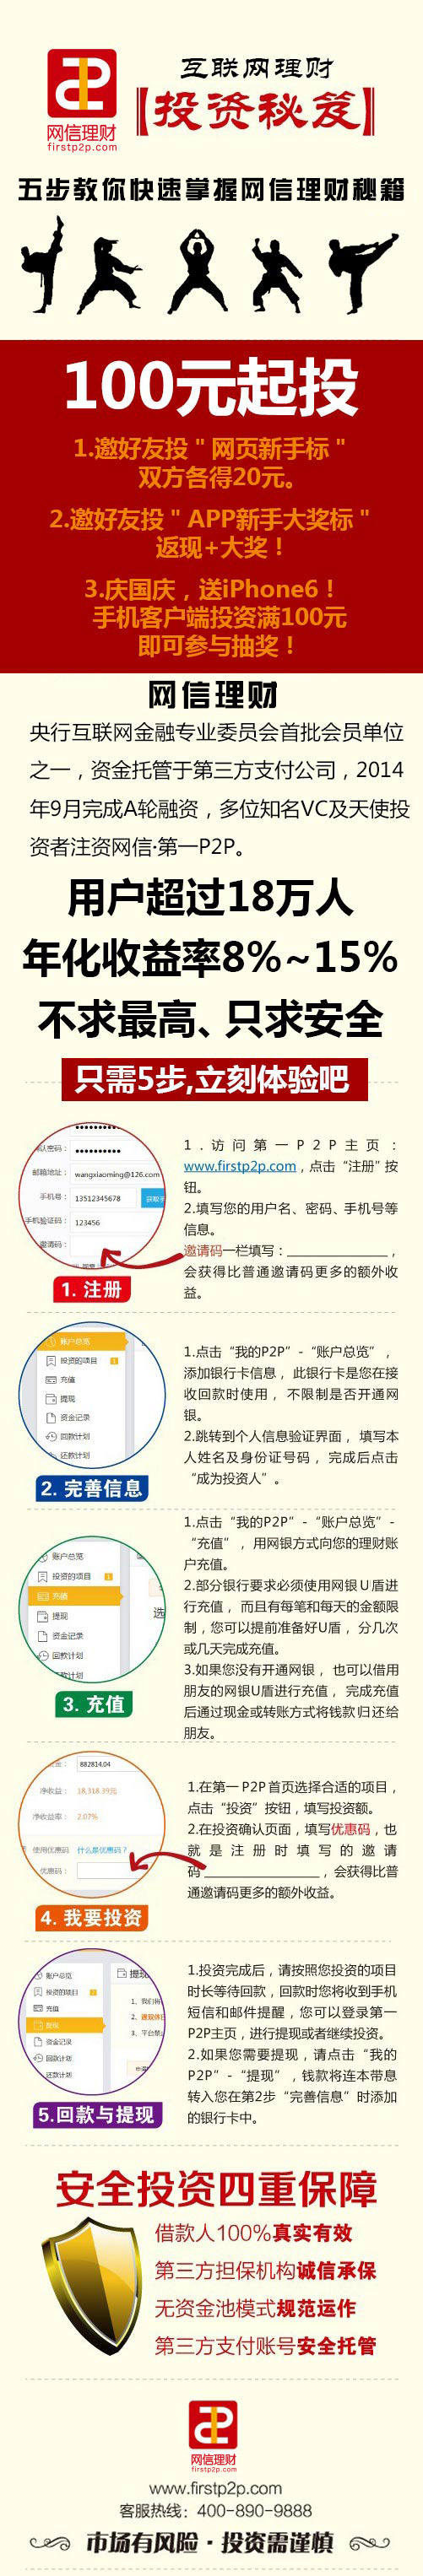 网信理财
firstp2p.com
互联网理财
【投资秘笈】
五步教你快速掌握网信理财秘籍
100元起投
1.邀好友投＂网页新手标＂
双方各得20元。
2.邀好友投＂APP新手大奖标＂
返现+大奖！
3.庆国庆，送iPhone6！
手机客户端投资满100元
即可参与抽奖！
网信理财
央行互联网金融专业委员会首批会员单位
之一，资金托管于第三方支付公司，2014
年9月完成A轮融资，多位知名VC及天使投
资者注资网信·第一P2P。
用户超过18万人
年化收益率8%~15%
不求最高、只求安全
只需5步,立刻体验吧
认密码：
邮箱地址：wangxiaoming@126.com
手机号：13512345678
手机验证码：123456
邀请码：
1. 注册
1.访问第一P2P主页：
www.firstp2p.com，点击“注册”按
钮。
2.填写您的用户名、密码、手机号等
信息。
邀请码一栏填写：_______________，
会获得比普通邀请码更多的额外收
益。
账户总览
投资的项目 1
充值
提现
资金记录
回款计划
还款计划
2. 完善信息
1.点击“我的P2P”-“账户总览”，
添加银行卡信息，此银行卡是您在接
收回款时使用，不限制是否开通网
银。
2.跳转到个人信息验证界面，填写本
人姓名及身份证号码，完成后点击
“成为投资人”。
账户总览
投资的项目
充值
提现
资金记录
回款计划
还款计划
选
3. 充值
1.点击“我的P2P”-“账户总览”-
“充值”，用网银方式向您的理财账
户充值。
2.部分银行要求必须使用网银U盾进
行充值，而且有每笔和每天的金额限
制，您可以提前准备好U盾，分几次
或几天完成充值。
3.如果您没有开通网银，也可以借用
朋友的网银U盾进行充值，完成充值
后通过现金或转账方式将钱款归还给
朋友。
金：882814.04
净收益：18,318.39元
净收益率：2.07%
使用优惠码 什么是优惠码？
优惠码：
4. 我要投资
1.在第一P2P首页选择合适的项目，
点击“投资”按钮，填写投资额。
2.在投资确认页面，填写优惠码，也
就是注册时填写的邀请
码_________________，会获得比普
通邀请码更多的额外收益。
账户总览
投资的项目
充值
提现
资金记录
回款计划
还款计划
提现
1、我们将
2、遇双休日
3、平台禁止
5.回款与提现
1.投资完成后，请按照您投资的项目
时长等待回款，回款时您将收到手机
短信和邮件提醒，您可以登录第一
P2P主页，进行提现或者继续投资。
2.如果您需要提现，请点击“我的
P2P”-“提现”，钱款将连本带息
转入您在第2步“完善信息”时添加
的银行卡中。
安全投资四重保障
借款人100%真实有效
第三方担保机构诚信承保
无资金池模式规范运作
第三方支付账号安全托管
网信理财
firstp2p.com
www.firstp2p.com
客服热线：400-890-9888
市场有风险·投资需谨慎